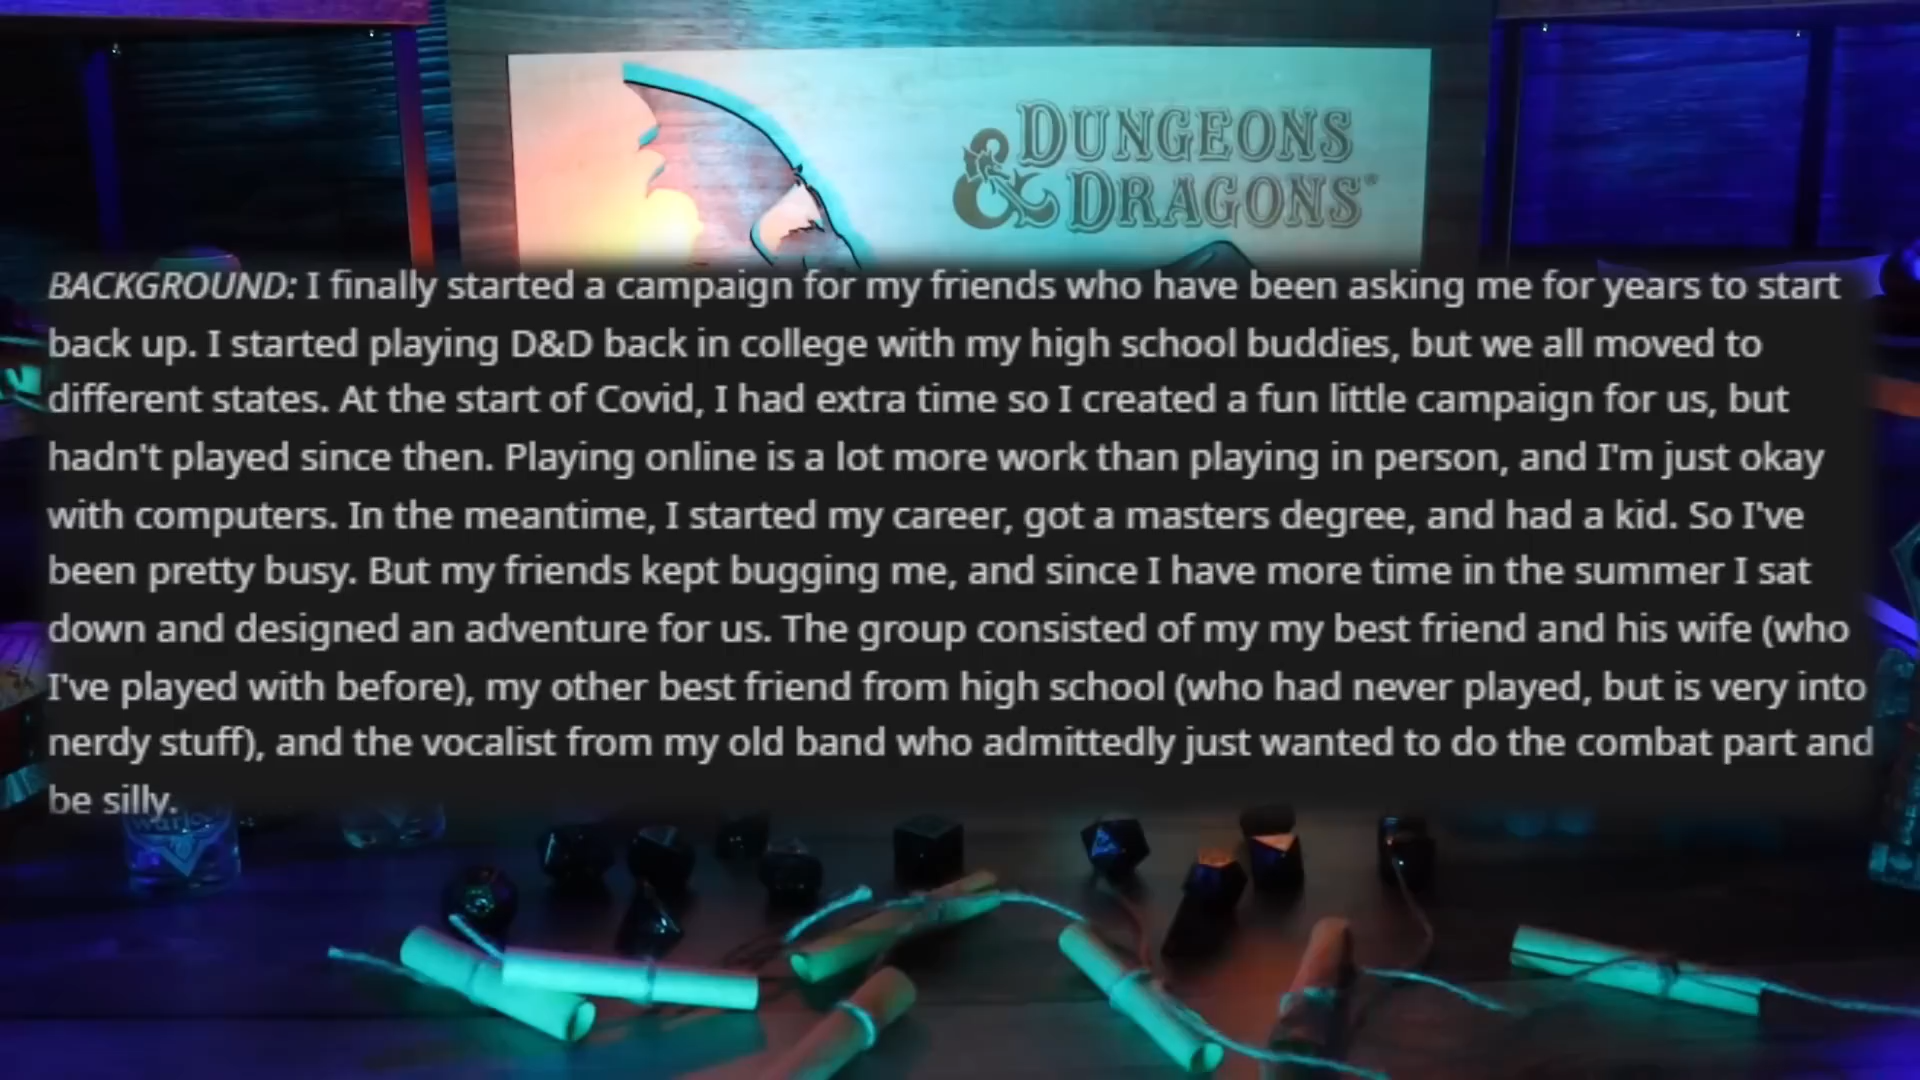 DUNGEONS
& DRAGONS®
BACKGROUND: I finally started a campaign for my friends who have been asking me for years to start
back up. I started playing D&D back in college with my high school buddies, but we all moved to
different states. At the start of Covid, I had extra time so I created a fun little campaign for us, but
hadn't played since then. Playing online is a lot more work than playing in person, and I'm just okay
with computers. In the meantime, I started my career, got a masters degree, and had a kid. So I've
been pretty busy. But my friends kept bugging me, and since I have more time in the summer I sat
down and designed an adventure for us. The group consisted of my my best friend and his wife (who
I've played with before), my other best friend from high school (who had never played, but is very into
nerdy stuff), and the vocalist from my old band who admittedly just wanted to do the combat part and
be silly.